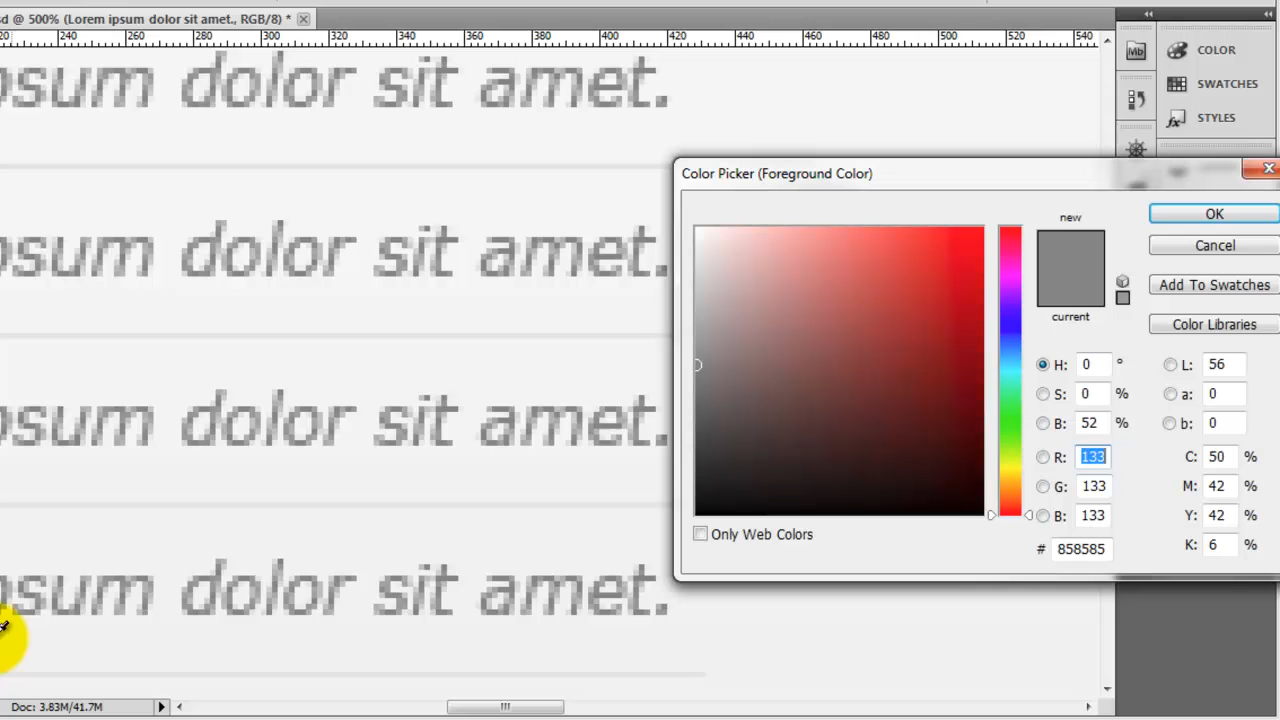 sd @ 500% (Lorem ipsum dolor sit amet., RGB/8) *
220 240 260 280 300 320 340 360 380 400 420 440 460 480 500 520 540
psum dolor sit amet.
psum dolor sit amet.
psum dolor sit amet.
psum dolor sit amet.
Doc: 3.83M/41.7M
Mb
COLOR
SWATCHES
fx STYLES
Color Picker (Foreground Color)
new
current
OK
Cancel
Add To Swatches
Color Libraries
H: 0 °
S: 0 %
B: 52 %
R: 133
G: 133
B: 133
# 858585
L: 56
a: 0
b: 0
C: 50 %
M: 42 %
Y: 42 %
K: 6 %
Only Web Colors